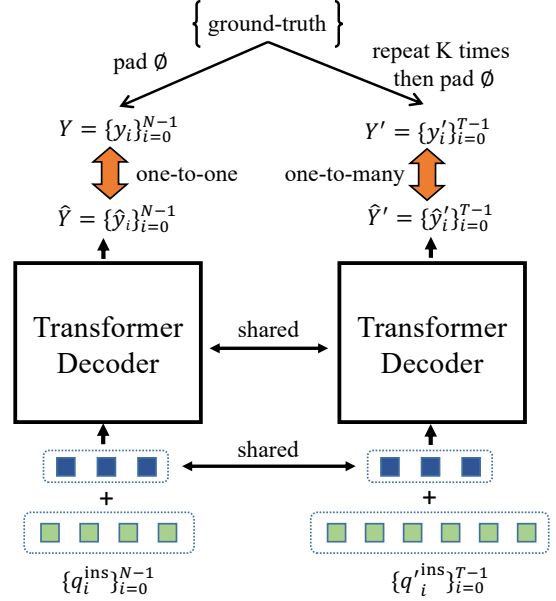 { ground-truth }
pad ∅
repeat K times
then pad ∅
Y = {y_i}_{i=0}^{N-1}
Y' = {y'_i}_{i=0}^{T-1}
one-to-one
one-to-many
Ŷ = {ŷ_i}_{i=0}^{N-1}
Ŷ' = {ŷ'_i}_{i=0}^{T-1}
Transformer
Decoder
shared
Transformer
Decoder
shared
+
+
{q_i^{ins}}_{i=0}^{N-1}
{q'_i^{ins}}_{i=0}^{T-1}